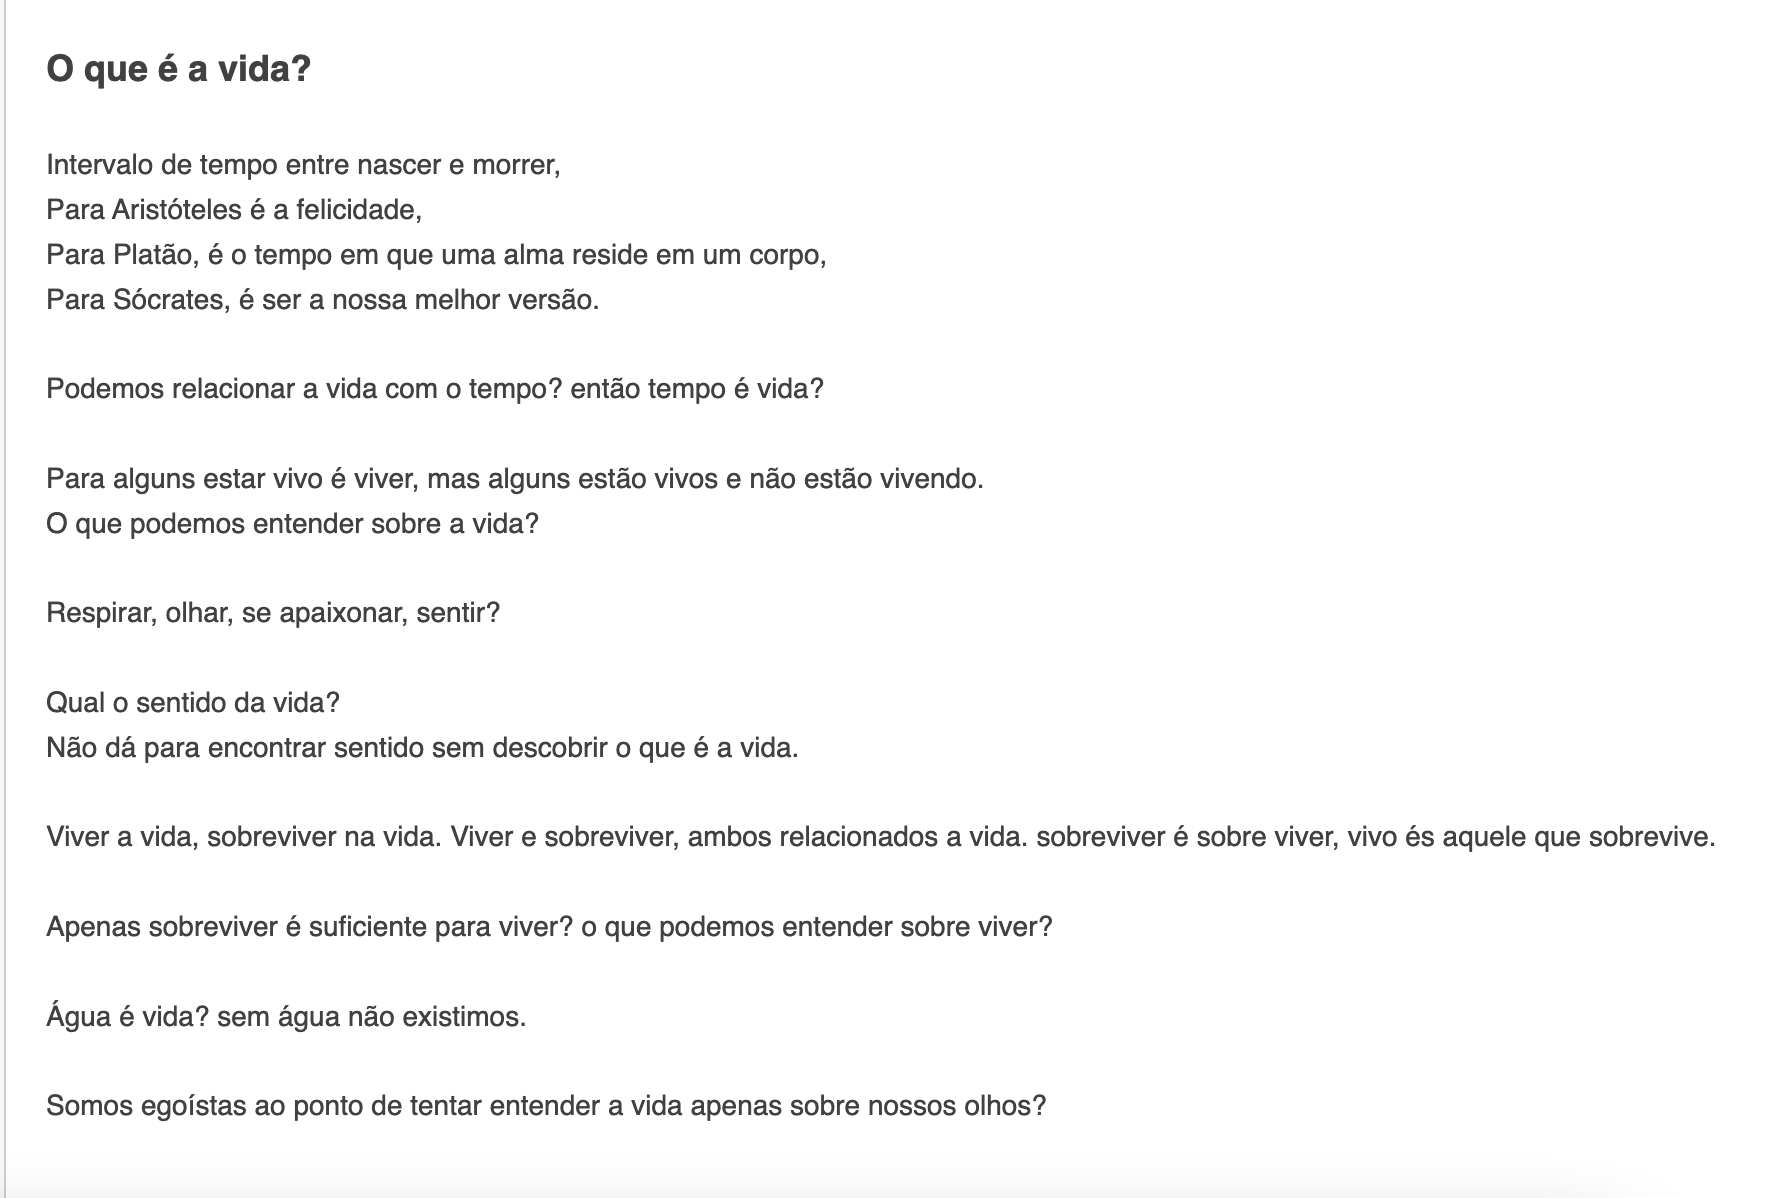 O que é a vida?
Intervalo de tempo entre nascer e morrer,
Para Aristóteles é a felicidade,
Para Platão, é o tempo em que uma alma reside em um corpo,
Para Sócrates, é ser a nossa melhor versão.
Podemos relacionar a vida com o tempo? então tempo é vida?
Para alguns estar vivo é viver, mas alguns estão vivos e não estão vivendo.
O que podemos entender sobre a vida?
Respirar, olhar, se apaixonar, sentir?
Qual o sentido da vida?
Não dá para encontrar sentido sem descobrir o que é a vida.
Viver a vida, sobreviver na vida. Viver e sobreviver, ambos relacionados a vida. sobreviver é sobre viver, vivo és aquele que sobrevive.
Apenas sobreviver é suficiente para viver? o que podemos entender sobre viver?
Água é vida? sem água não existimos.
Somos egoístas ao ponto de tentar entender a vida apenas sobre nossos olhos?